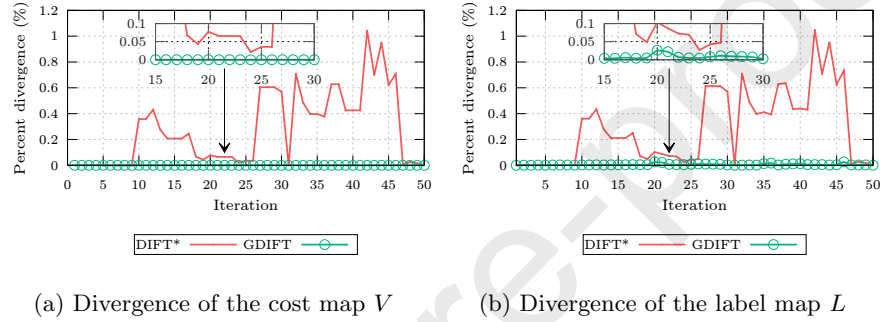 1.2
1
0.8
0.6
0.4
0.2
0
Percent divergence (%)
0.1
0.05
0
15 20 25 30
0 5 10 15 20 25 30 35 40 45 50
Iteration
DIFT* GDIFT
(a) Divergence of the cost map V
1.2
1
0.8
0.6
0.4
0.2
0
Percent divergence (%)
0.1
0.05
0
15 20 25 30
5 10 15 20 25 30 35 40 45 50
Iteration
DIFT* GDIFT
(b) Divergence of the label map L
re-pro